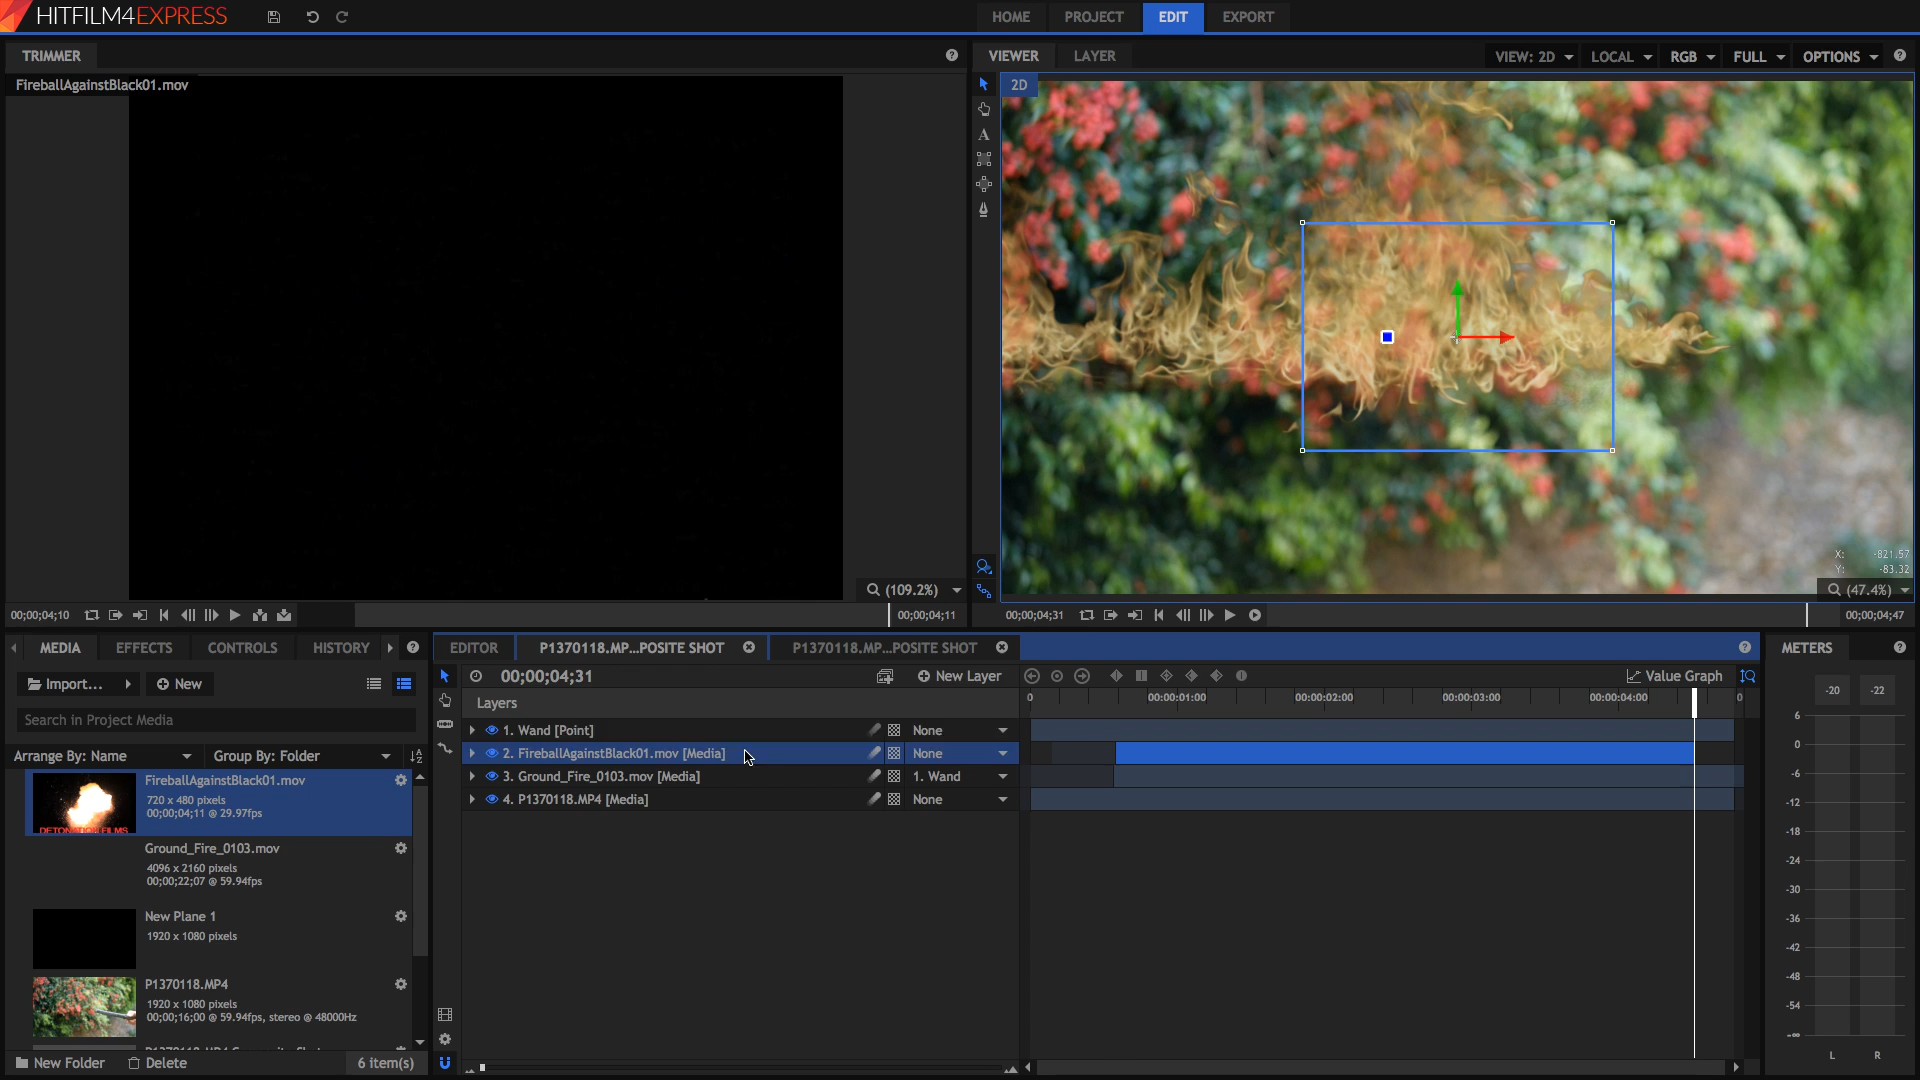 HITFILM4EXPRESS
HOME PROJECT EDIT EXPORT
TRIMMER
FireballAgainstBlack01.mov
(109.2%)
00;00;04;10
00;00;04;11
VIEWER LAYER
VIEW: 2D LOCAL RGB FULL OPTIONS
2D
X: -821.57
Y: -83.32
(47.4%)
00;00;04;31
00;00;04;47
MEDIA EFFECTS CONTROLS HISTORY
Import... New
Search in Project Media
Arrange By: Name Group By: Folder
FireballAgainstBlack01.mov
720 x 480 pixels
00;00;04;11 @ 29.97fps
DETONATION FILMS
Ground_Fire_0103.mov
4096 x 2160 pixels
00;00;22;07 @ 59.94fps
New Plane 1
1920 x 1080 pixels
P1370118.MP4
1920 x 1080 pixels
00;00;16;00 @ 59.94fps, stereo @ 48000Hz
New Folder Delete 6 item(s)
EDITOR P1370118.MP...POSITE SHOT P1370118.MP...POSITE SHOT
00;00;04;31 New Layer Value Graph
Layers
0 00;00;01;00 00;00;02;00 00;00;03;00 00;00;04;00 0
1. Wand [Point] None
2. FireballAgainstBlack01.mov [Media] None
3. Ground_Fire_0103.mov [Media] 1. Wand
4. P1370118.MP4 [Media] None
METERS
-20 -22
6
0
-6
-12
-18
-24
-30
-36
-42
-48
-54
-∞
L R